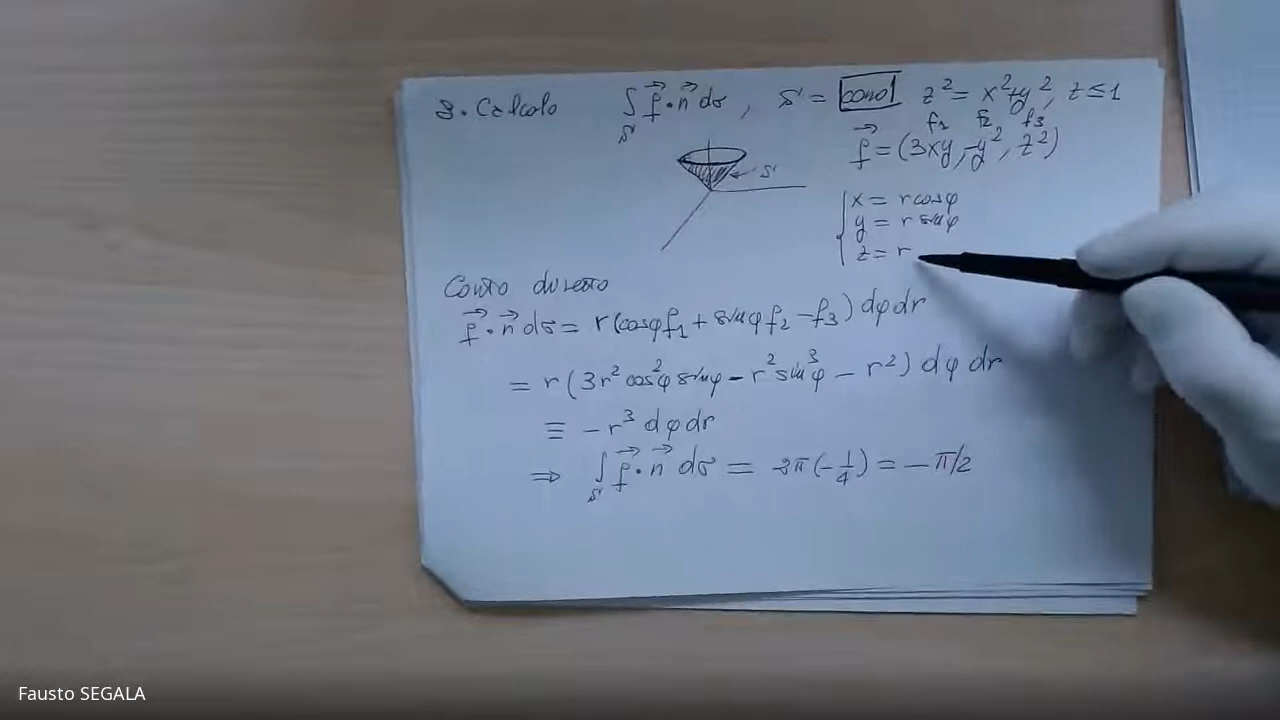 8. Calcolo ∫_S f⃗·n⃗ dσ, S = cono z² = x²+y², z ≤ 1
f1 f2 f3
f⃗ = (3xy, -y², z²)
S
x = r cosφ
y = r sinφ
z = r
Conto diretto
f⃗·n⃗ dσ = r(cosφ f1 + sinφ f2 - f3) dφ dr
= r(3r² cos²φ sinφ - r² sin³φ - r²) dφ dr
≡ -r³ dφ dr
⇒ ∫_S f⃗·n⃗ dσ = 2π(-1/4) = -π/2
Fausto SEGALA